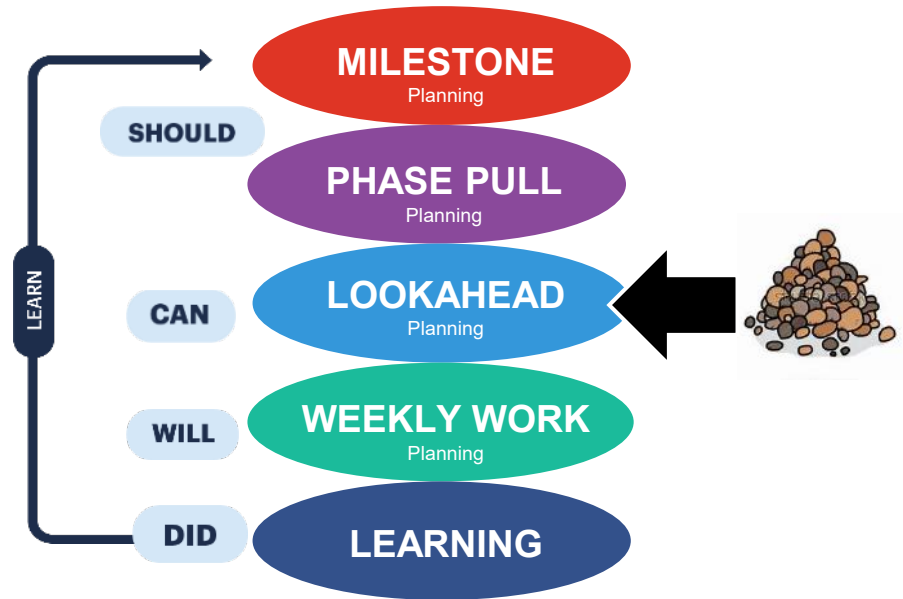 MILESTONE
Planning
SHOULD
PHASE PULL
Planning
LEARN
CAN
LOOKAHEAD
Planning
WILL
WEEKLY WORK
Planning
DID
LEARNING